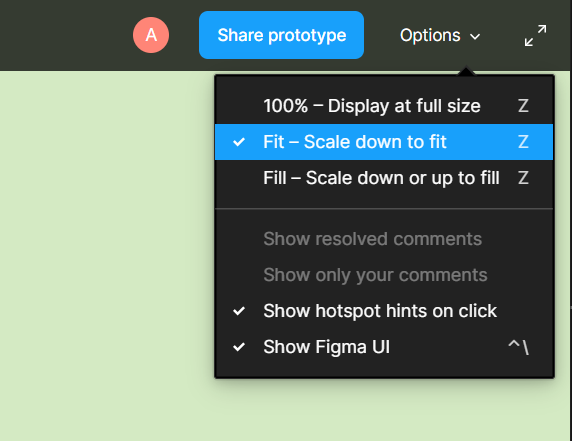 A Share prototype Options
100% – Display at full size Z
Fit – Scale down to fit Z
Fill – Scale down or up to fill Z
Show resolved comments
Show only your comments
Show hotspot hints on click
Show Figma UI ^\